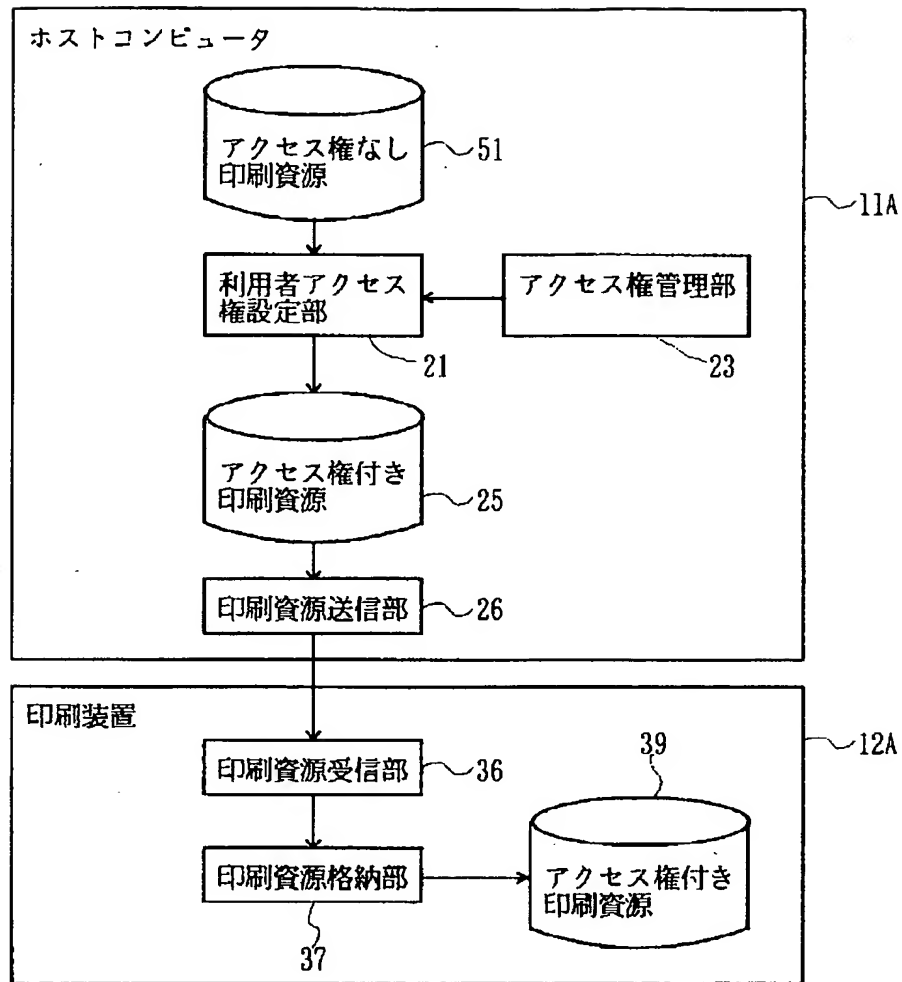 ホストコンピュータ
アクセス権なし
印刷資源
51
11A
利用者アクセス
権設定部
アクセス権管理部
21
23
アクセス権付き
印刷資源
25
印刷資源送信部
26
印刷装置
12A
印刷資源受信部
36
39
印刷資源格納部
アクセス権付き
印刷資源
37